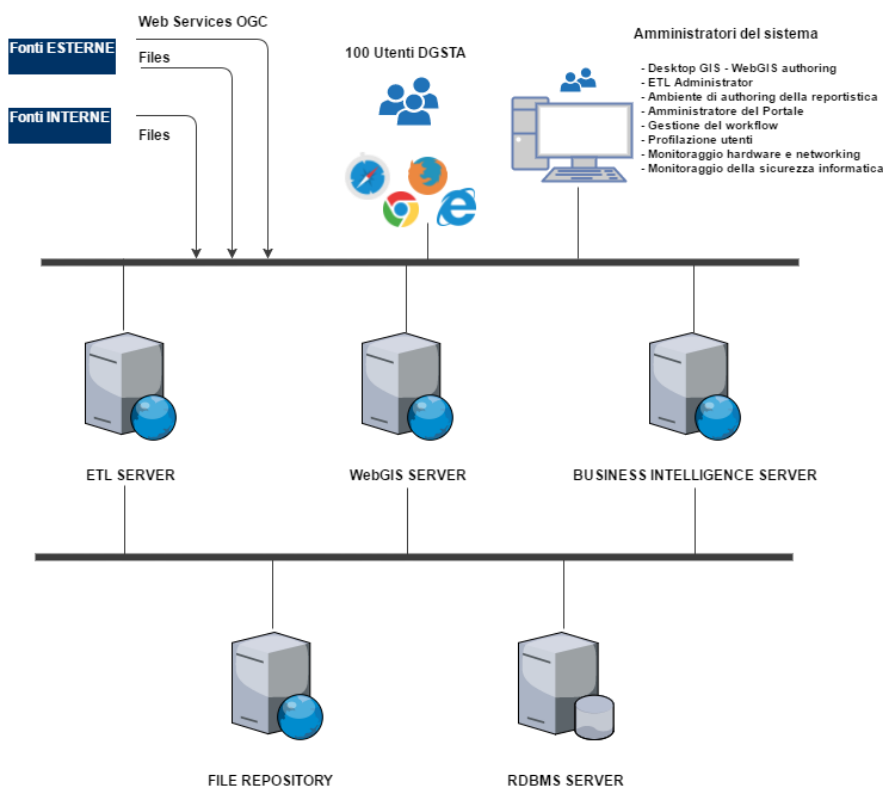 Web Services OGC
Fonti ESTERNE
Files
Fonti INTERNE
Files
100 Utenti DGSTA
Amministratori del sistema
- Desktop GIS - WebGIS authoring
- ETL Administrator
- Ambiente di authoring della reportistica
- Amministratore del Portale
- Gestione del workflow
- Profilazione utenti
- Monitoraggio hardware e networking
- Monitoraggio della sicurezza informatica
ETL SERVER
WebGIS SERVER
BUSINESS INTELLIGENCE SERVER
FILE REPOSITORY
RDBMS SERVER